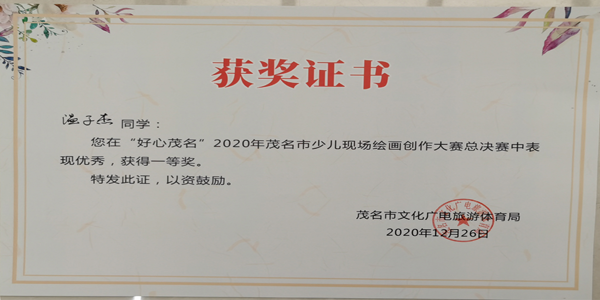 获奖证书
温子杰 同学：
您在“好心茂名”2020年茂名市少儿现场绘画创作大赛总决赛中表
现优秀，获得一等奖。
特发此证，以资鼓励。
茂名市文化广电旅游体育局
2020年12月26日